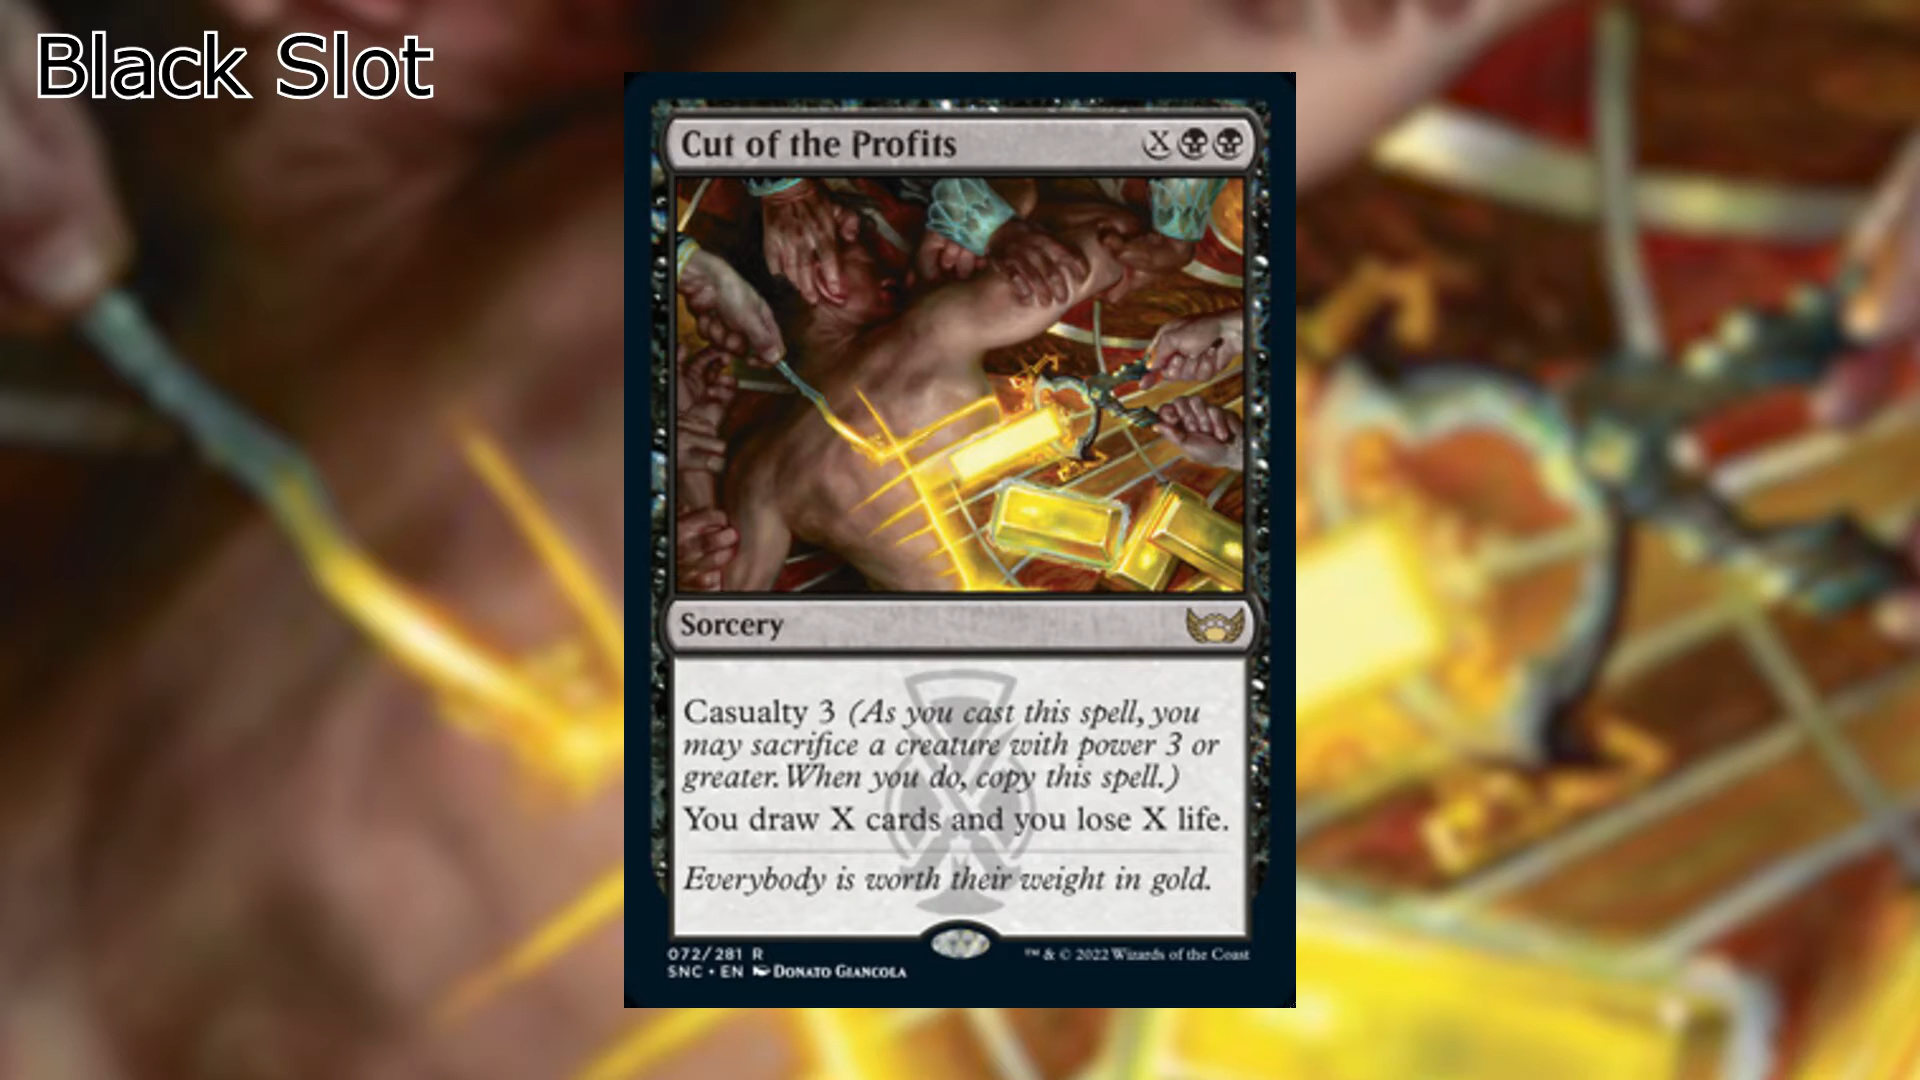 Black Slot
Cut of the Profits X
Sorcery
Casualty 3 (As you cast this spell, you
may sacrifice a creature with power 3 or
greater. When you do, copy this spell.)
You draw X cards and you lose X life.
Everybody is worth their weight in gold.
072/281 R
SNC • EN Donato Giancola
™ & © 2022 Wizards of the Coast